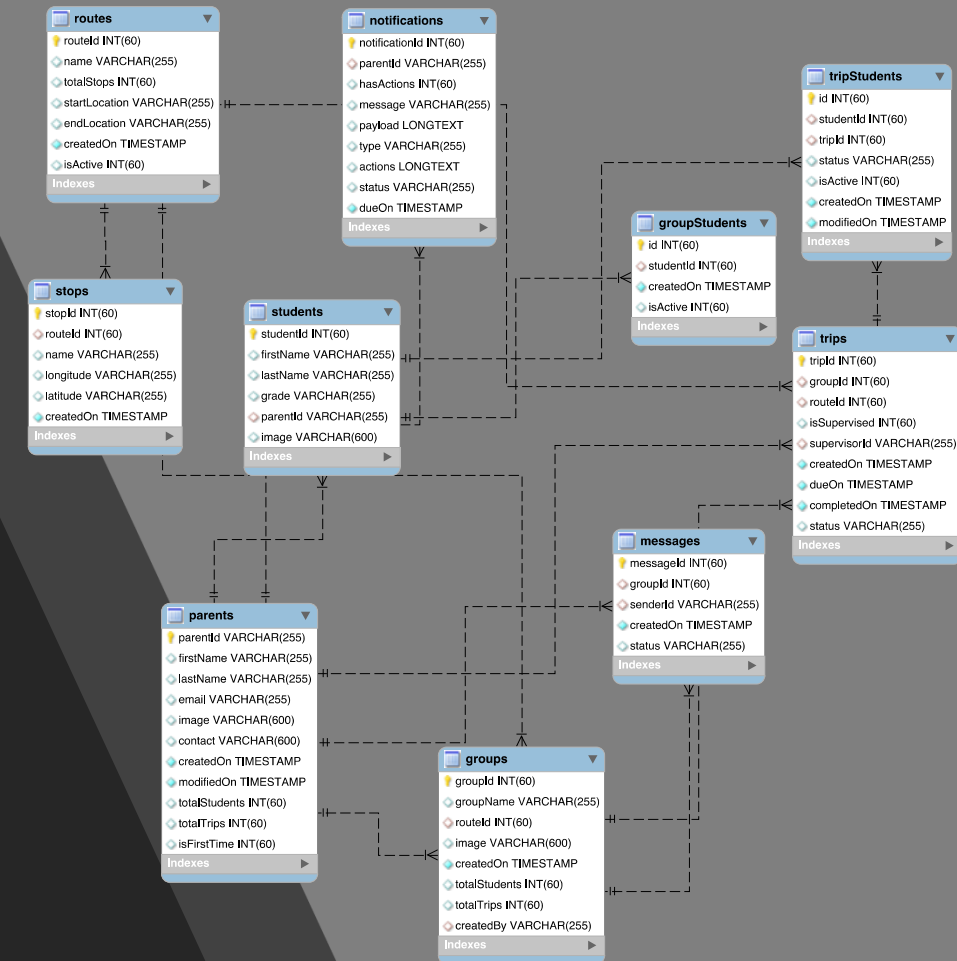 routes
routeId INT(60)
name VARCHAR(255)
totalStops INT(60)
startLocation VARCHAR(255)
endLocation VARCHAR(255)
createdOn TIMESTAMP
isActive INT(60)
Indexes
notifications
notificationId INT(60)
parentId VARCHAR(255)
hasActions INT(60)
message VARCHAR(255)
payload LONGTEXT
type VARCHAR(255)
actions LONGTEXT
status VARCHAR(255)
dueOn TIMESTAMP
Indexes
tripStudents
id INT(60)
studentId INT(60)
tripId INT(60)
status VARCHAR(255)
isActive INT(60)
createdOn TIMESTAMP
modifiedOn TIMESTAMP
Indexes
groupStudents
id INT(60)
studentId INT(60)
createdOn TIMESTAMP
isActive INT(60)
Indexes
stops
stopId INT(60)
routeId INT(60)
name VARCHAR(255)
longitude VARCHAR(255)
latitude VARCHAR(255)
createdOn TIMESTAMP
Indexes
students
studentId INT(60)
firstName VARCHAR(255)
lastName VARCHAR(255)
grade VARCHAR(255)
parentId VARCHAR(255)
image VARCHAR(600)
Indexes
trips
tripId INT(60)
groupId INT(60)
routeId INT(60)
isSupervised INT(60)
supervisorId VARCHAR(255)
createdOn TIMESTAMP
dueOn TIMESTAMP
completedOn TIMESTAMP
status VARCHAR(255)
Indexes
messages
messageId INT(60)
groupId INT(60)
senderId VARCHAR(255)
createdOn TIMESTAMP
status VARCHAR(255)
Indexes
parents
parentId VARCHAR(255)
firstName VARCHAR(255)
lastName VARCHAR(255)
email VARCHAR(255)
image VARCHAR(600)
contact VARCHAR(600)
createdOn TIMESTAMP
modifiedOn TIMESTAMP
totalStudents INT(60)
totalTrips INT(60)
isFirstTime INT(60)
Indexes
groups
groupId INT(60)
groupName VARCHAR(255)
routeId INT(60)
image VARCHAR(600)
createdOn TIMESTAMP
totalStudents INT(60)
totalTrips INT(60)
createdBy VARCHAR(255)
Indexes